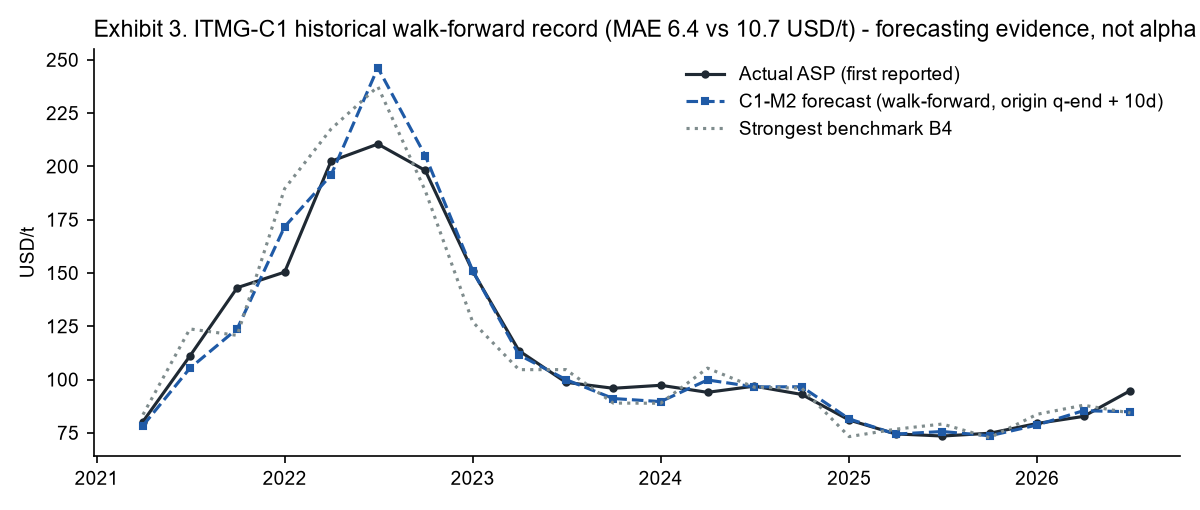 Exhibit 3. ITMG-C1 historical walk-forward record (MAE 6.4 vs 10.7 USD/t) - forecasting evidence, not alpha
Actual ASP (first reported)
C1-M2 forecast (walk-forward, origin q-end + 10d)
Strongest benchmark B4
USD/t
250
225
200
175
150
125
100
75
2021
2022
2023
2024
2025
2026